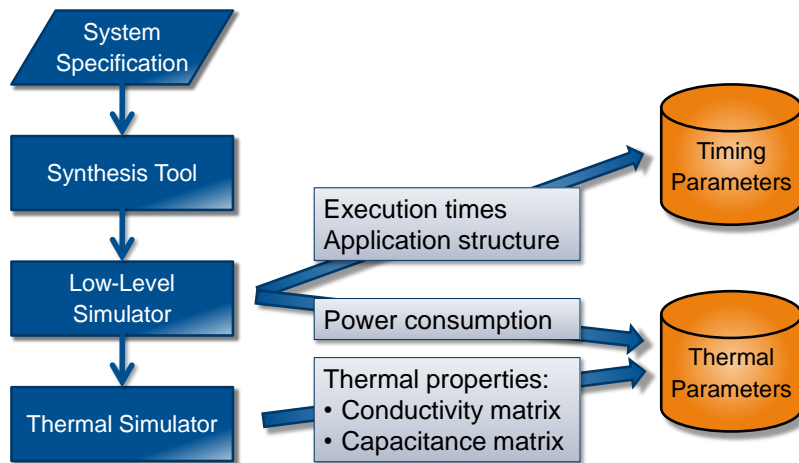 System
Specification
Synthesis Tool
Low-Level
Simulator
Thermal Simulator
Execution times
Application structure
Power consumption
Thermal properties:
• Conductivity matrix
• Capacitance matrix
Timing
Parameters
Thermal
Parameters